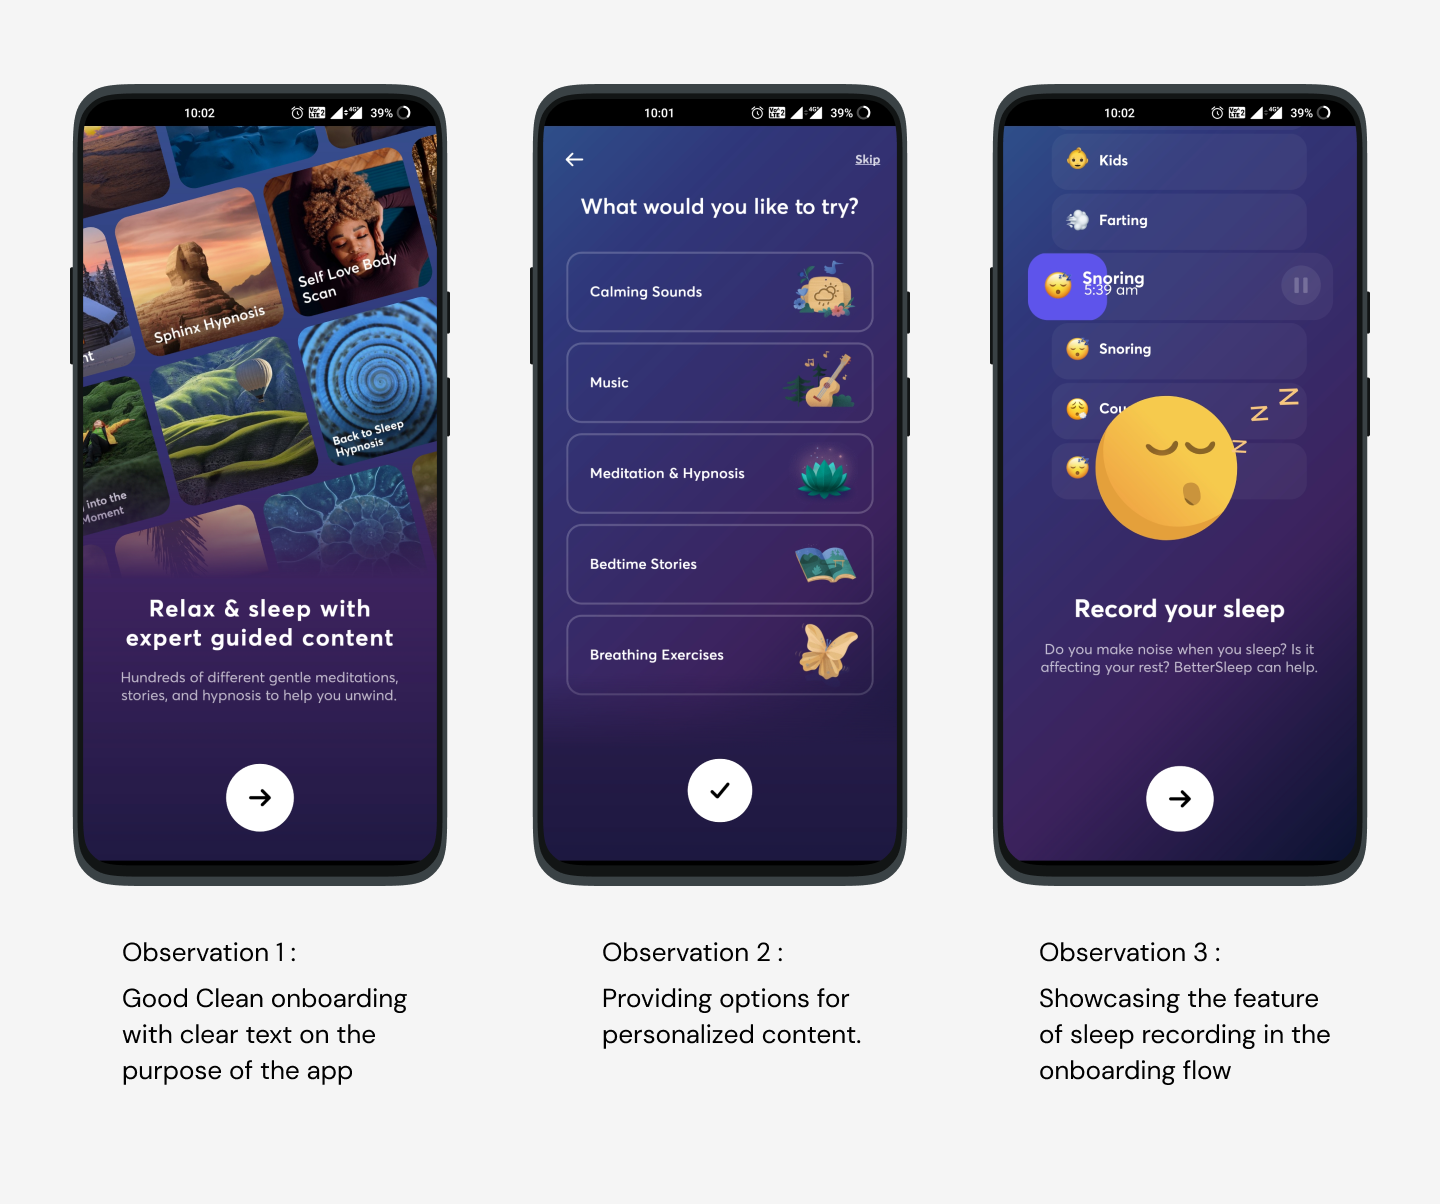 10:02
39%
nt
Sphinx Hypnosis
Self Love Body
Scan
Back to Sleep
Hypnosis
into the
Moment
Relax & sleep with
expert guided content
Hundreds of different gentle meditations,
stories, and hypnosis to help you unwind.
10:01
39%
Skip
What would you like to try?
Calming Sounds
Music
Meditation & Hypnosis
Bedtime Stories
Breathing Exercises
10:02
39%
Kids
Farting
Snoring
5:39 am
Snoring
Cou
z z
z
Record your sleep
Do you make noise when you sleep? Is it
affecting your rest? BetterSleep can help.
Observation 1 :
Good Clean onboarding
with clear text on the
purpose of the app
Observation 2 :
Providing options for
personalized content.
Observation 3 :
Showcasing the feature
of sleep recording in the
onboarding flow